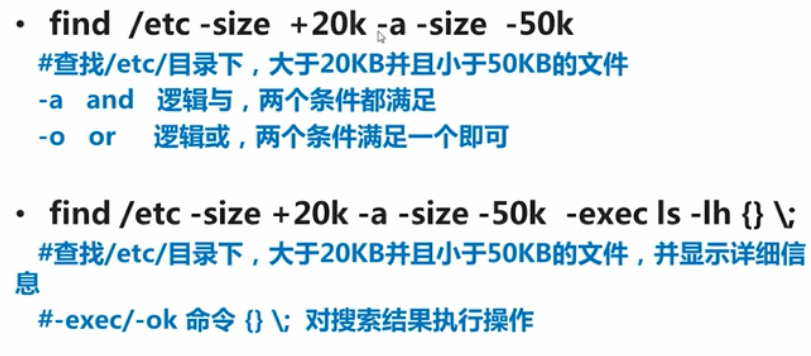 • find /etc -size +20k -a -size -50k
#查找/etc/目录下，大于20KB并且小于50KB的文件
-a and 逻辑与，两个条件都满足
-o or 逻辑或，两个条件满足一个即可
• find /etc -size +20k -a -size -50k -exec ls -lh {} \;
#查找/etc/目录下，大于20KB并且小于50KB的文件，并显示详细信
息
#-exec/-ok 命令 {} \; 对搜索结果执行操作